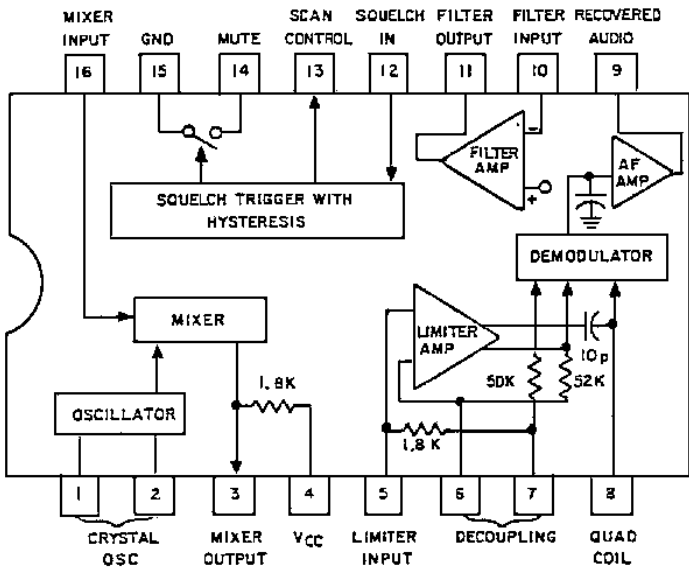 MIXER INPUT
GND
MUTE
SCAN CONTROL
SQUELCH IN
FILTER OUTPUT
FILTER INPUT
RECOVERED AUDIO
16
15
14
13
12
11
10
9
FILTER AMP
-
+
AF AMP
SQUELCH TRIGGER WITH
HYSTERESIS
DEMODULATOR
MIXER
LIMITER AMP
10p
1.8K
50K
52K
OSCILLATOR
1.8K
1
2
3
4
5
6
7
8
CRYSTAL OSC
MIXER OUTPUT
VCC
LIMITER INPUT
DECOUPLING
QUAD COIL